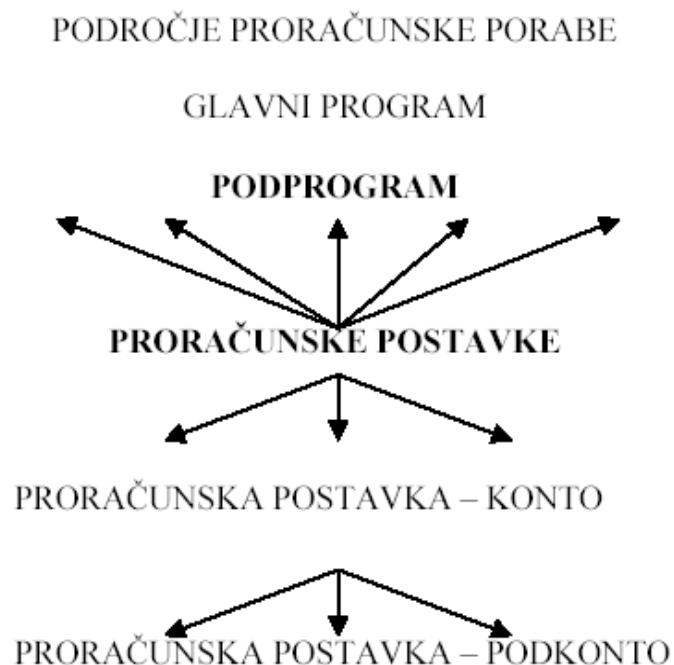 PODROČJE PRORAČUNSKE PORABE
GLAVNI PROGRAM
PODPROGRAM
PRORAČUNSKE POSTAVKE
PRORAČUNSKA POSTAVKA – KONTO
PRORAČUNSKA POSTAVKA – PODKONTO